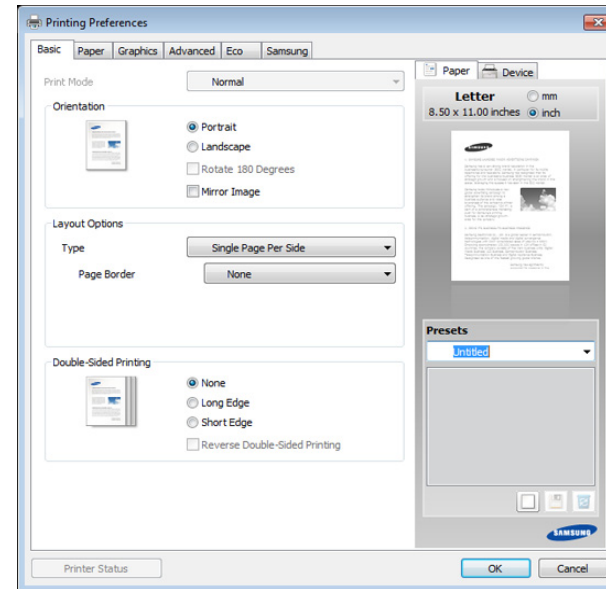 Printing Preferences
Basic Paper Graphics Advanced Eco Samsung
Print Mode Normal
Orientation
Portrait
Landscape
Rotate 180 Degrees
Mirror Image
Layout Options
Type Single Page Per Side
Page Border None
Double-Sided Printing
None
Long Edge
Short Edge
Reverse Double-Sided Printing
Paper Device
Letter mm
8.50 x 11.00 inches inch
SAMSUNG
Presets
Untitled
SAMSUNG
Printer Status OK Cancel